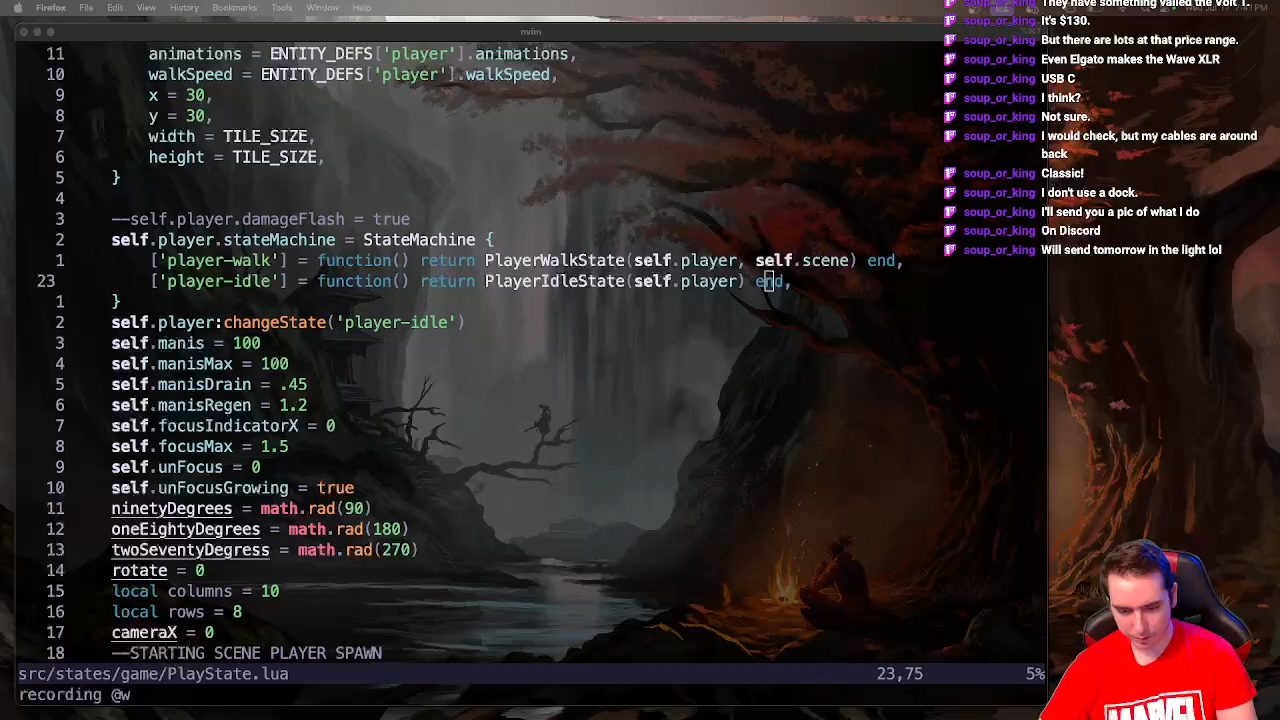 Firefox File Edit View History Bookmarks Tools Window Help
nvim
11 animations = ENTITY_DEFS['player'].animations,
10 walkSpeed = ENTITY_DEFS['player'].walkSpeed,
9 x = 30,
8 y = 30,
7 width = TILE_SIZE,
6 height = TILE_SIZE,
5 }
4
3 --self.player.damageFlash = true
2 self.player.stateMachine = StateMachine {
1 ['player-walk'] = function() return PlayerWalkState(self.player, self.scene) end,
23 ['player-idle'] = function() return PlayerIdleState(self.player) end,
1 }
2 self.player:changeState('player-idle')
3 self.manis = 100
4 self.manisMax = 100
5 self.manisDrain = .45
6 self.manisRegen = 1.2
7 self.focusIndicatorX = 0
8 self.focusMax = 1.5
9 self.unFocus = 0
10 self.unFocusGrowing = true
11 ninetyDegrees = math.rad(90)
12 oneEightyDegrees = math.rad(180)
13 twoSeventyDegress = math.rad(270)
14 rotate = 0
15 local columns = 10
16 local rows = 8
17 cameraX = 0
18 --STARTING SCENE PLAYER SPAWN
src/states/game/PlayState.lua 23,75 5%
recording @w
They have something valled the Volt 1.
soup_or_king It's $130.
soup_or_king But there are lots at that price range.
soup_or_king Even Elgato makes the Wave XLR
soup_or_king USB C
soup_or_king I think?
soup_or_king Not sure.
soup_or_king I would check, but my cables are around
back
soup_or_king Classic!
soup_or_king I don't use a dock.
soup_or_king I'll send you a pic of what I do
soup_or_king On Discord
soup_or_king Will send tomorrow in the light lol
MARVEL